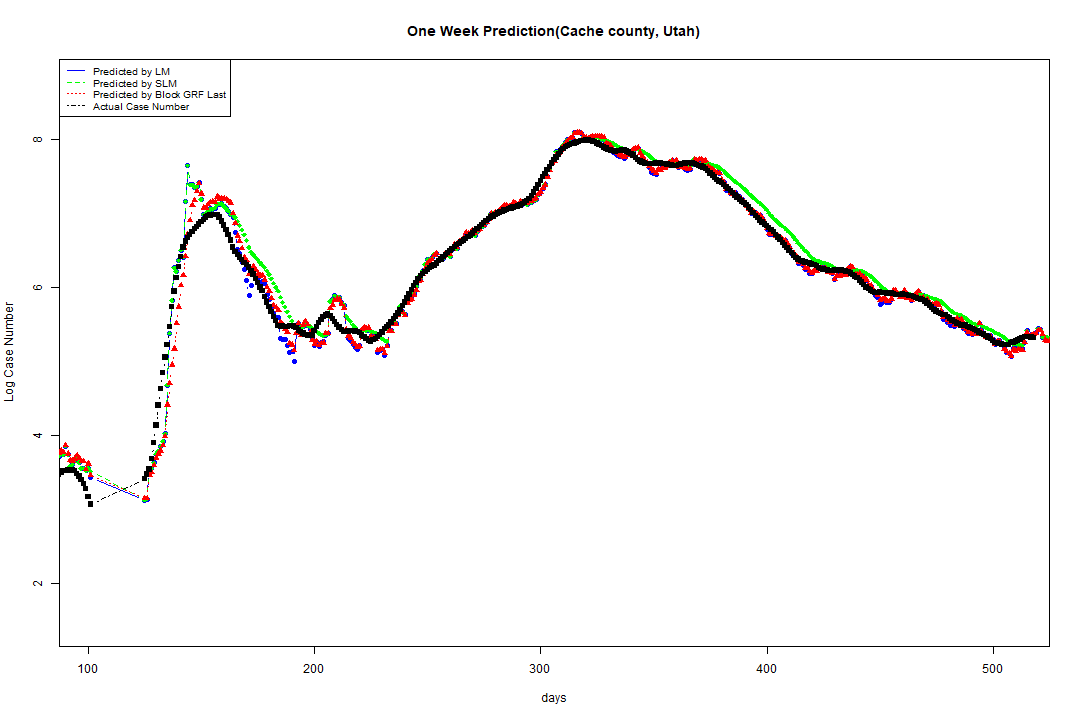 One Week Prediction(Cache county, Utah)
Predicted by LM
Predicted by SLM
Predicted by Block GRF Last
Actual Case Number
Log Case Number
8
6
4
2
100 200 300 400 500
days